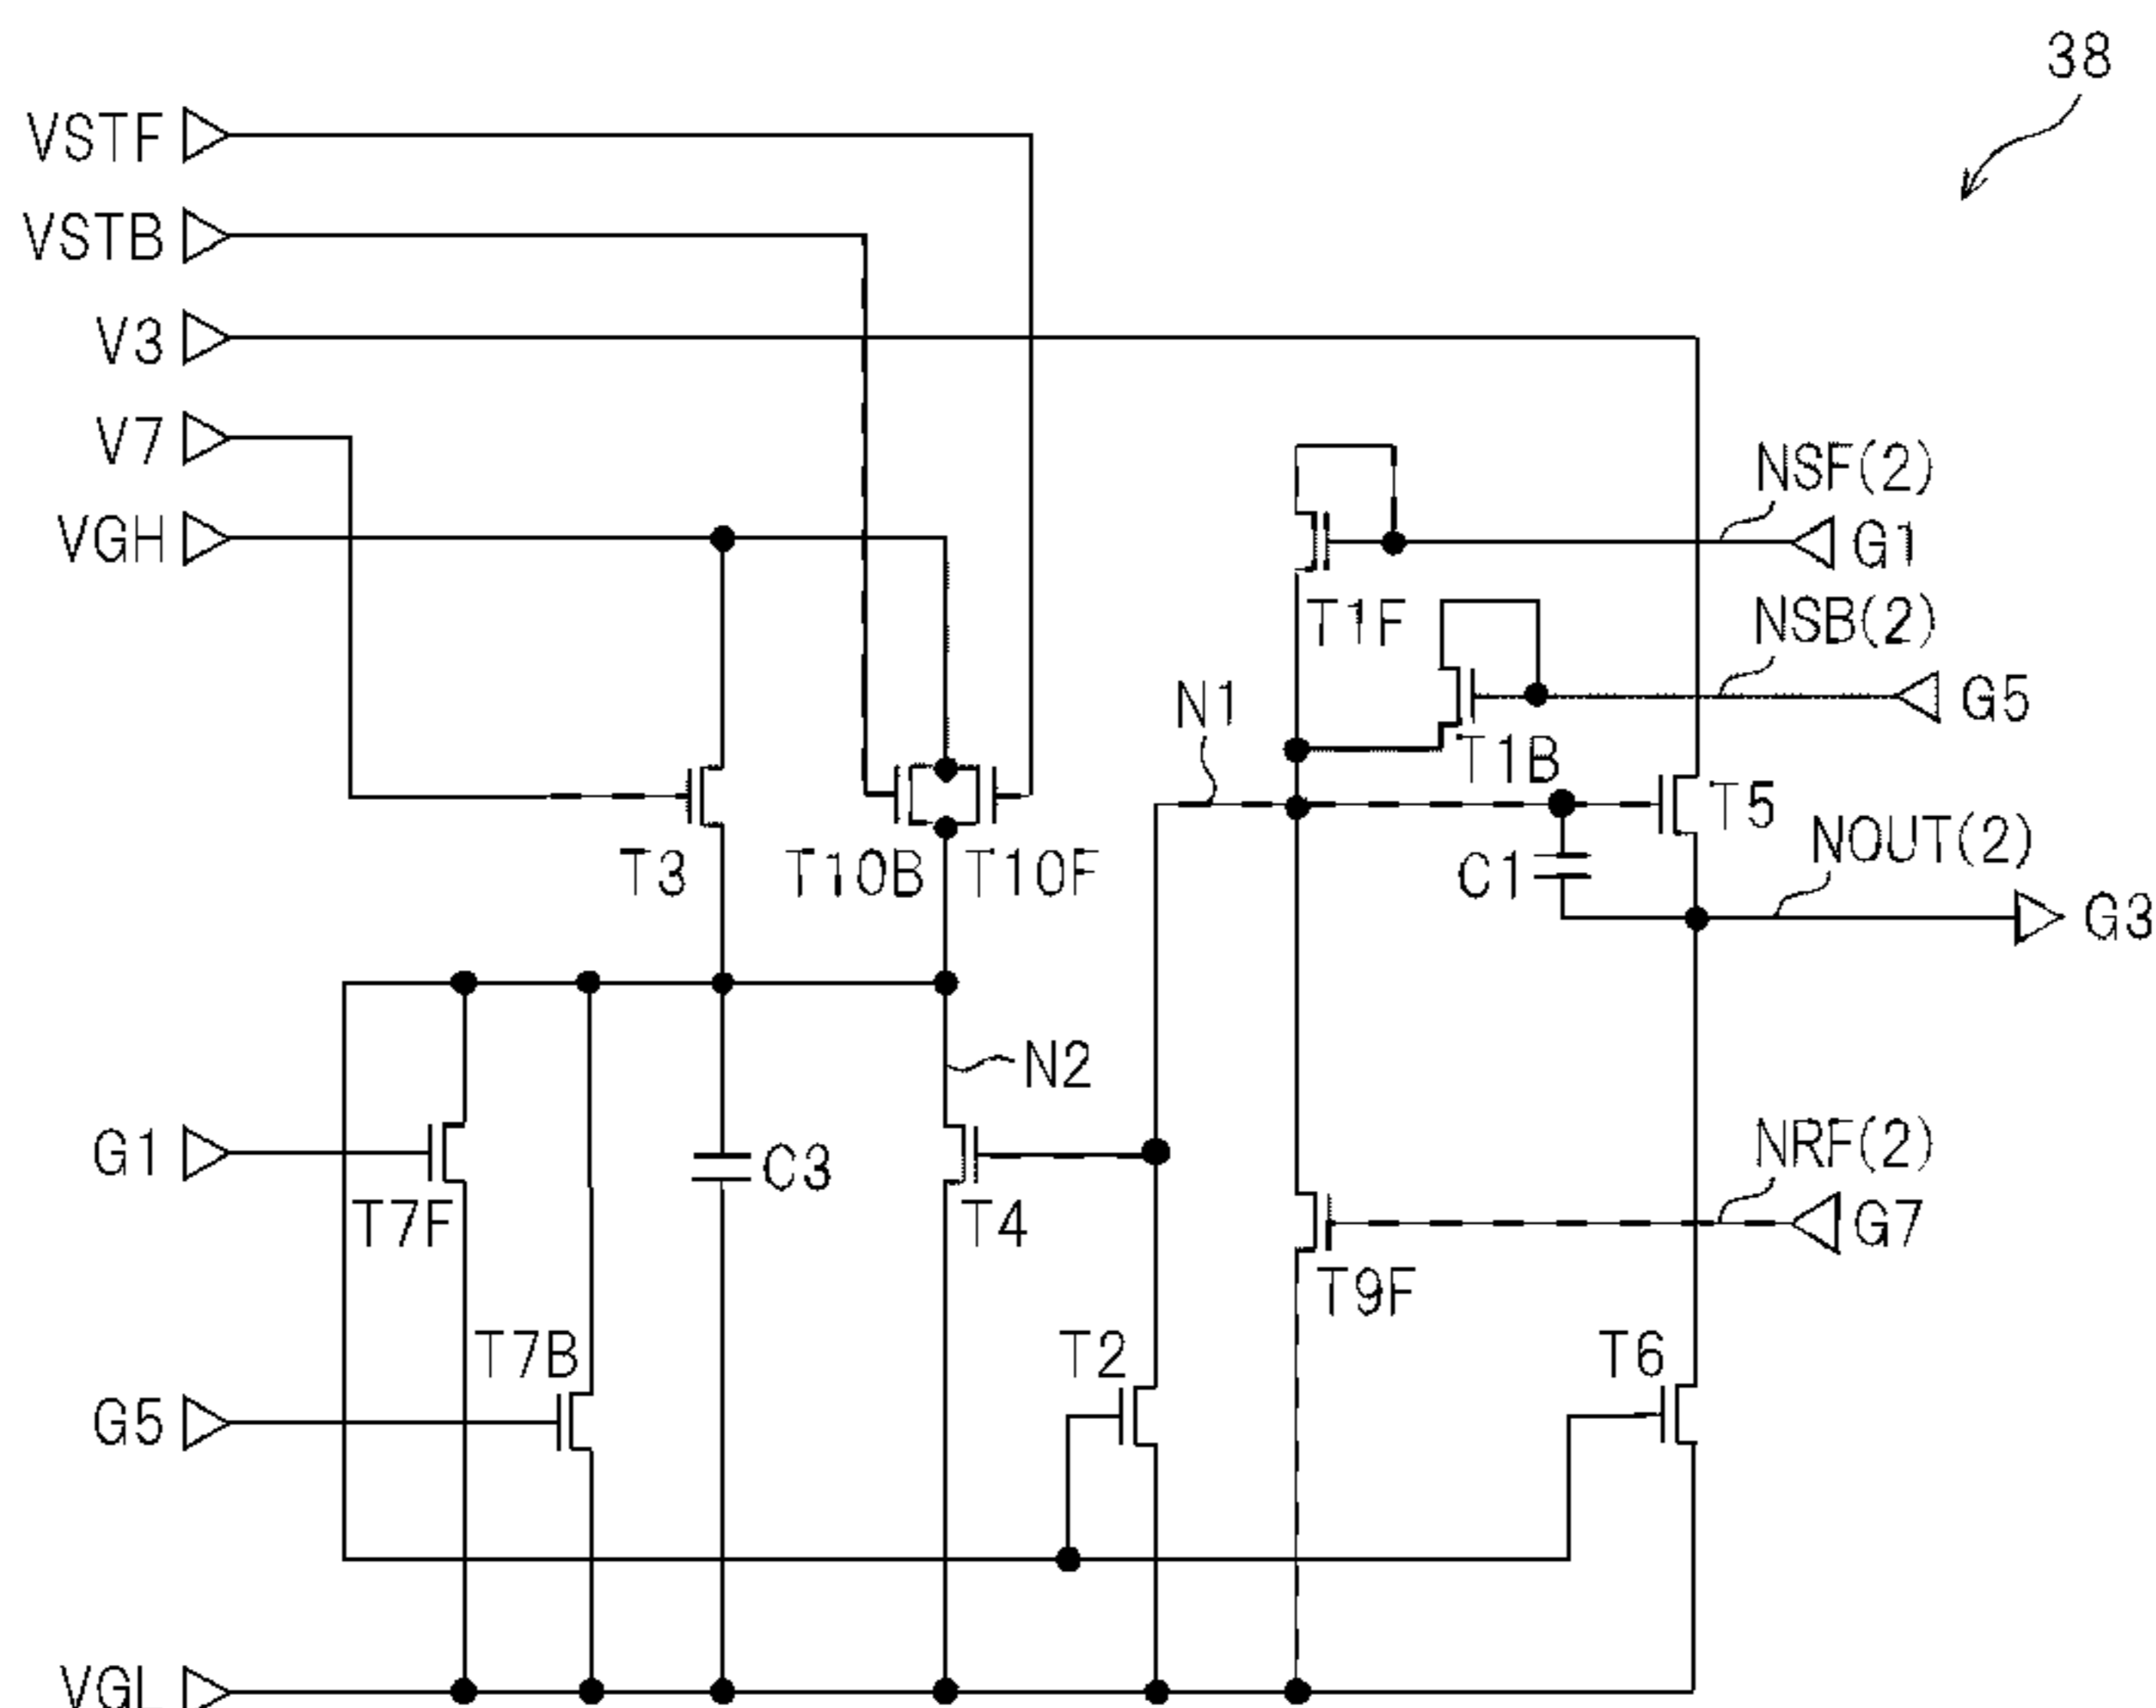 38
VSTF
VSTB
V3
V7
VGH
NSF(2)
G1
T1F
NSB(2)
G5
N1
T1B
T5
NOUT(2)
T3
T10B
T10F
C1
G3
N2
G1
C3
NRF(2)
T7F
T4
G7
T9F
T7B
T2
T6
G5
VGL